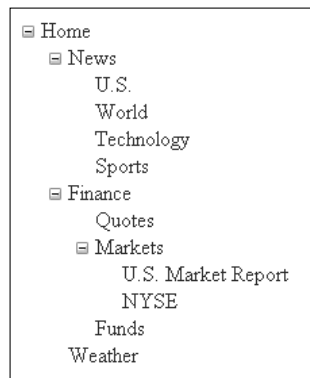 Home
News
U.S.
World
Technology
Sports
Finance
Quotes
Markets
U.S. Market Report
NYSE
Funds
Weather